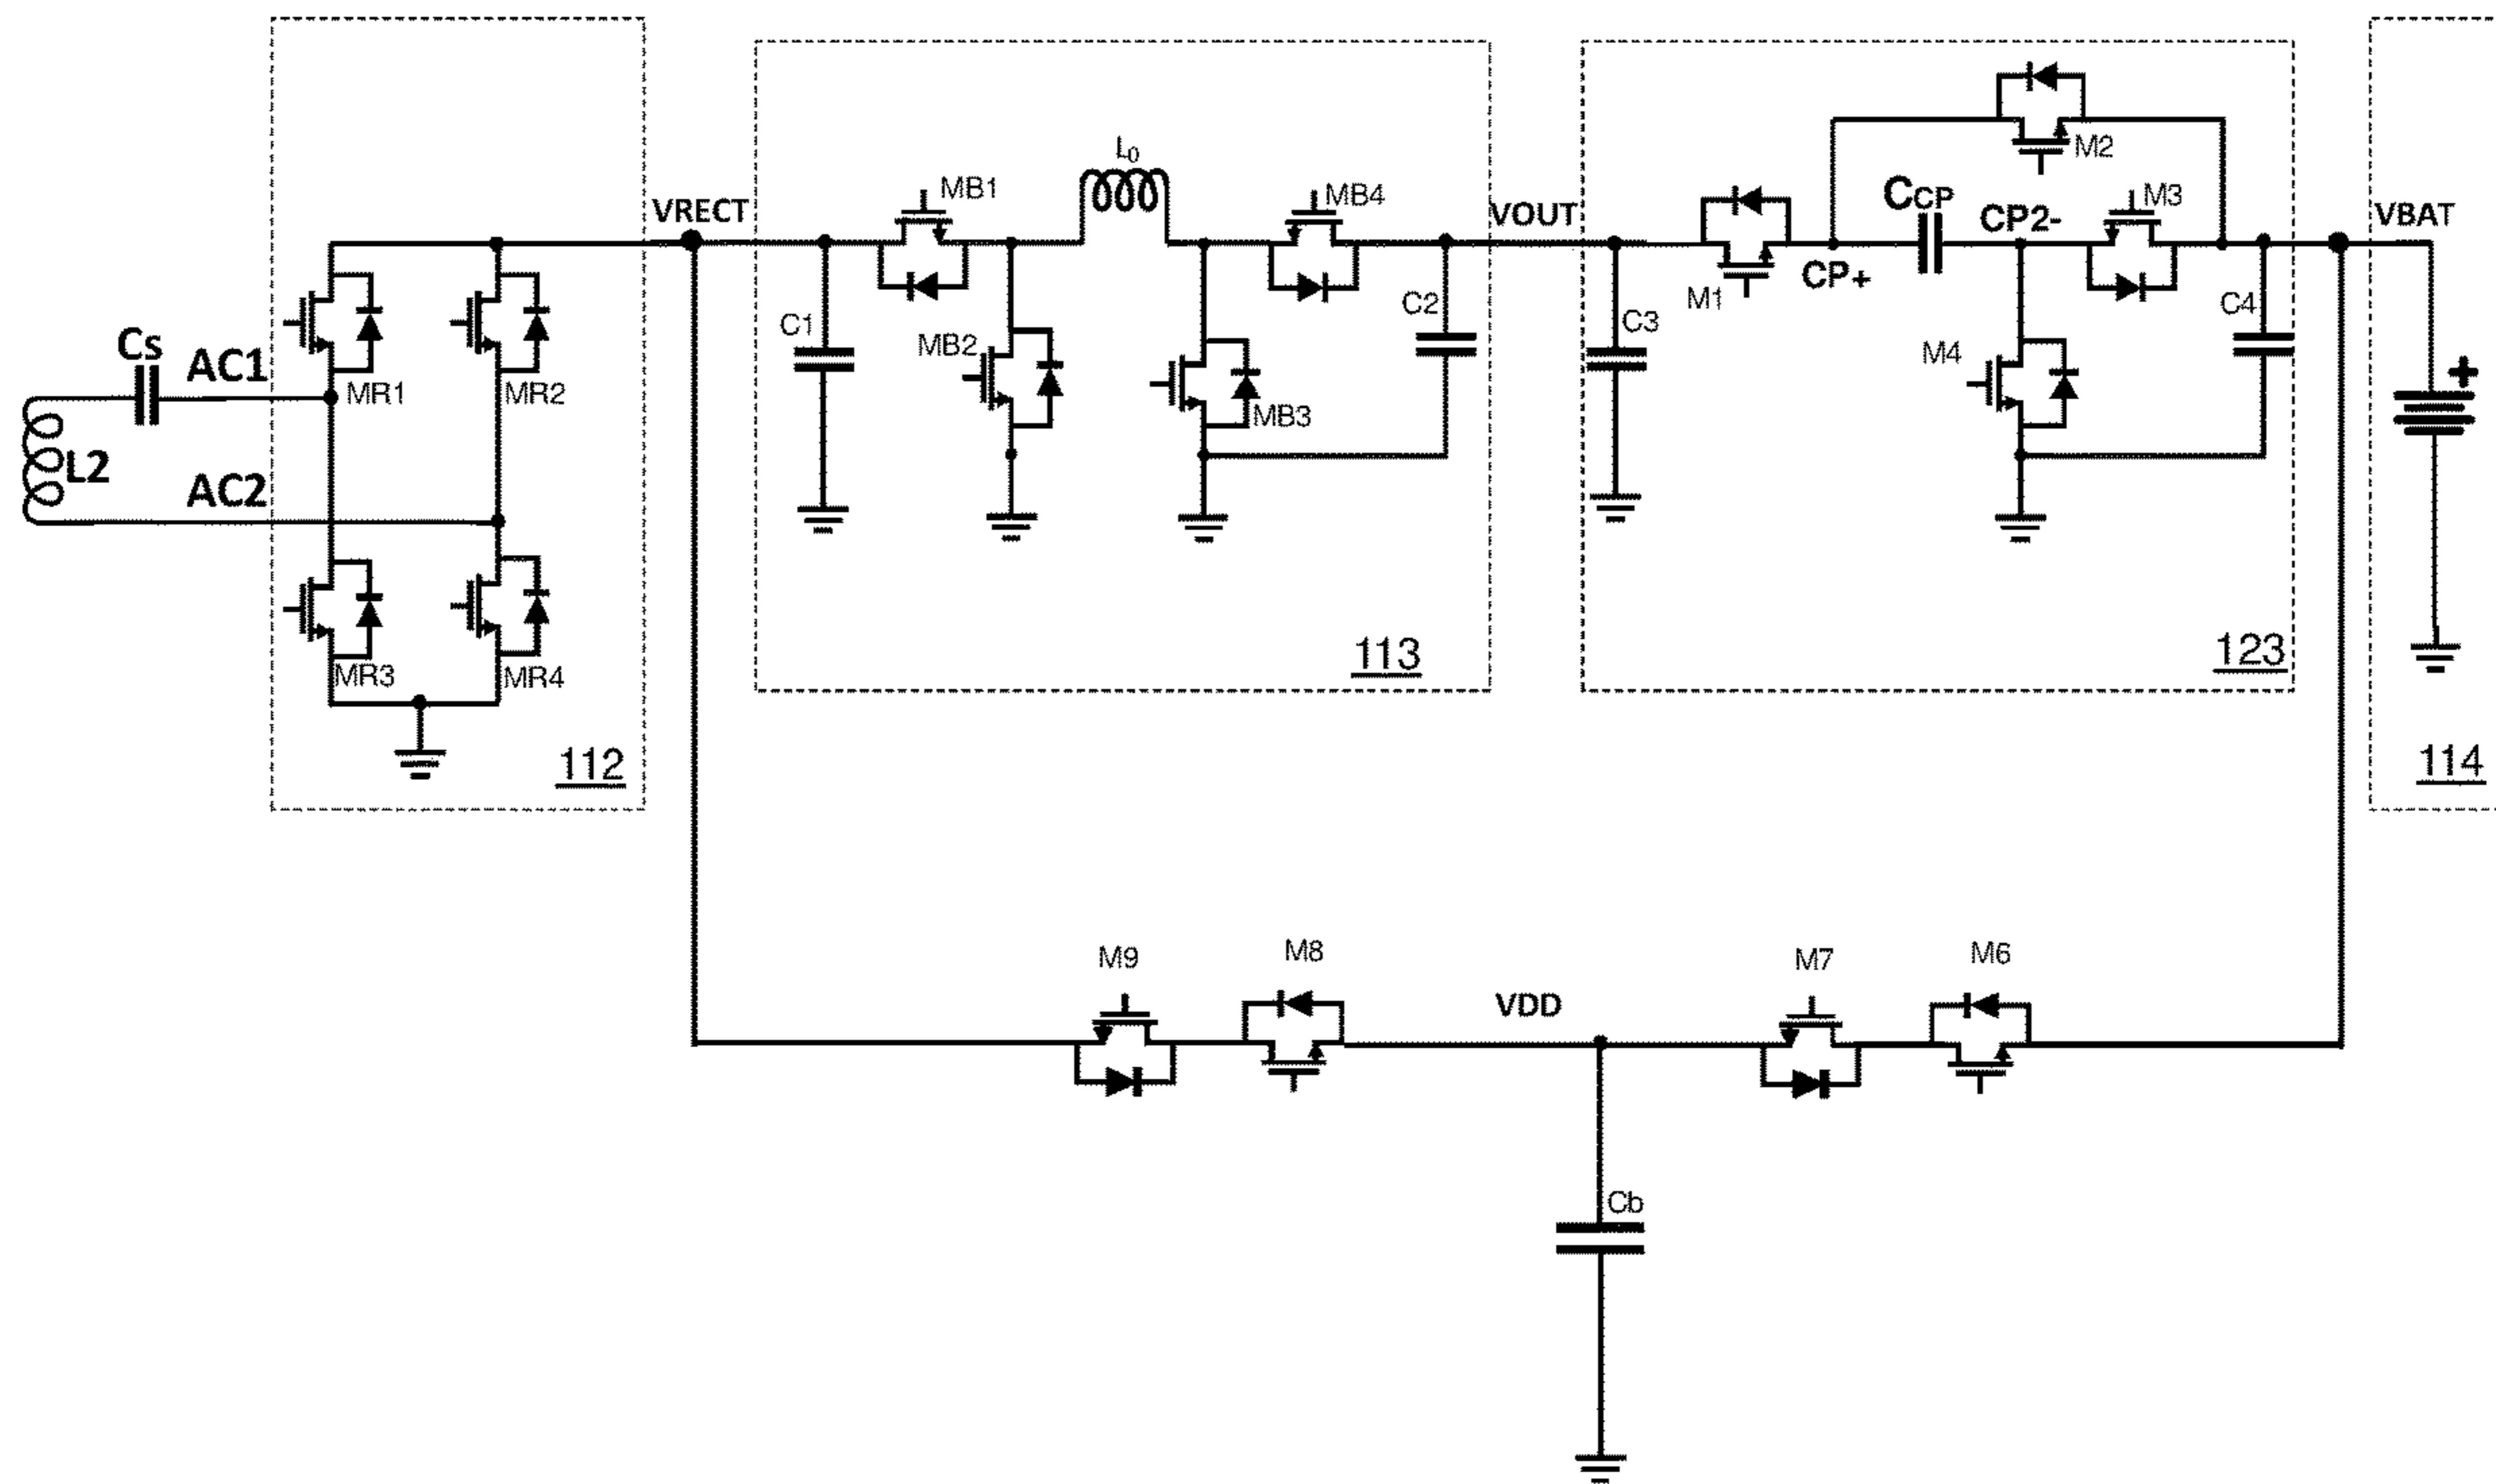 L0
MB1
MB4
M2
M3
VRECT
VOUT
CCP
CP2-
VBAT
CP+
M1
C1
MB2
C2
C3
C4
M4
Cs
AC1
MR1
MR2
MB3
+
L2
AC2
MR3
MR4
113
123
112
114
M9
M8
VDD
M7
M6
Cb